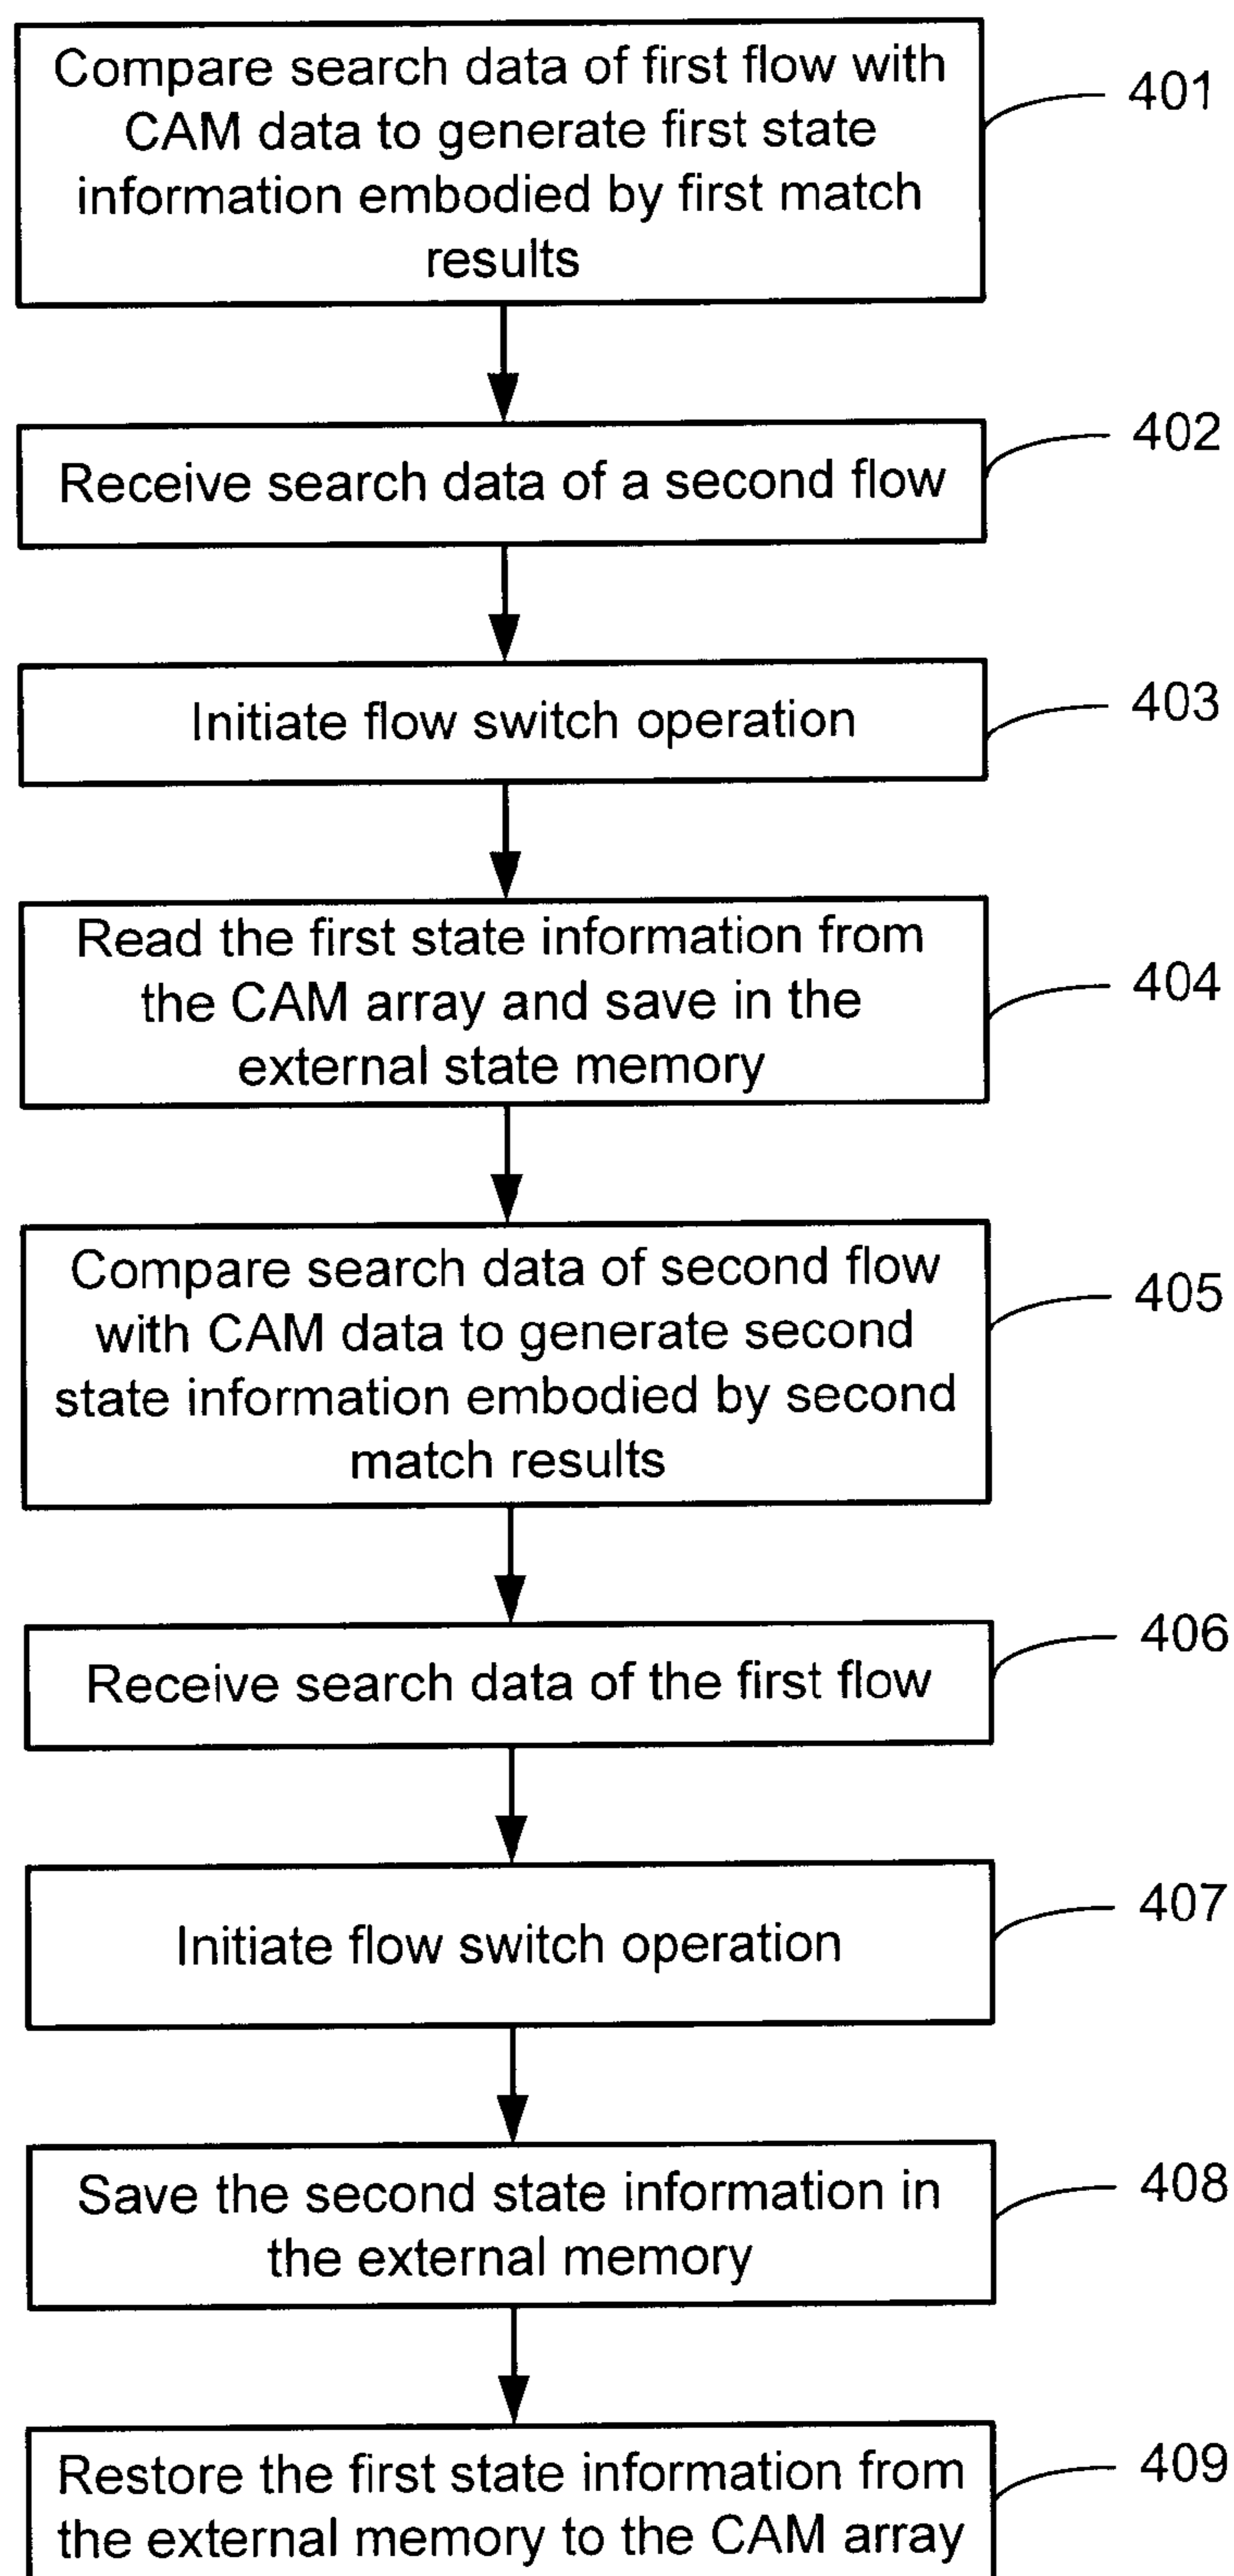 Compare search data of first flow with
CAM data to generate first state
information embodied by first match
results
401
Receive search data of a second flow
402
Initiate flow switch operation
403
Read the first state information from
the CAM array and save in the
external state memory
404
Compare search data of second flow
with CAM data to generate second
state information embodied by second
match results
405
Receive search data of the first flow
406
Initiate flow switch operation
407
Save the second state information in
the external memory
408
Restore the first state information from
the external memory to the CAM array
409